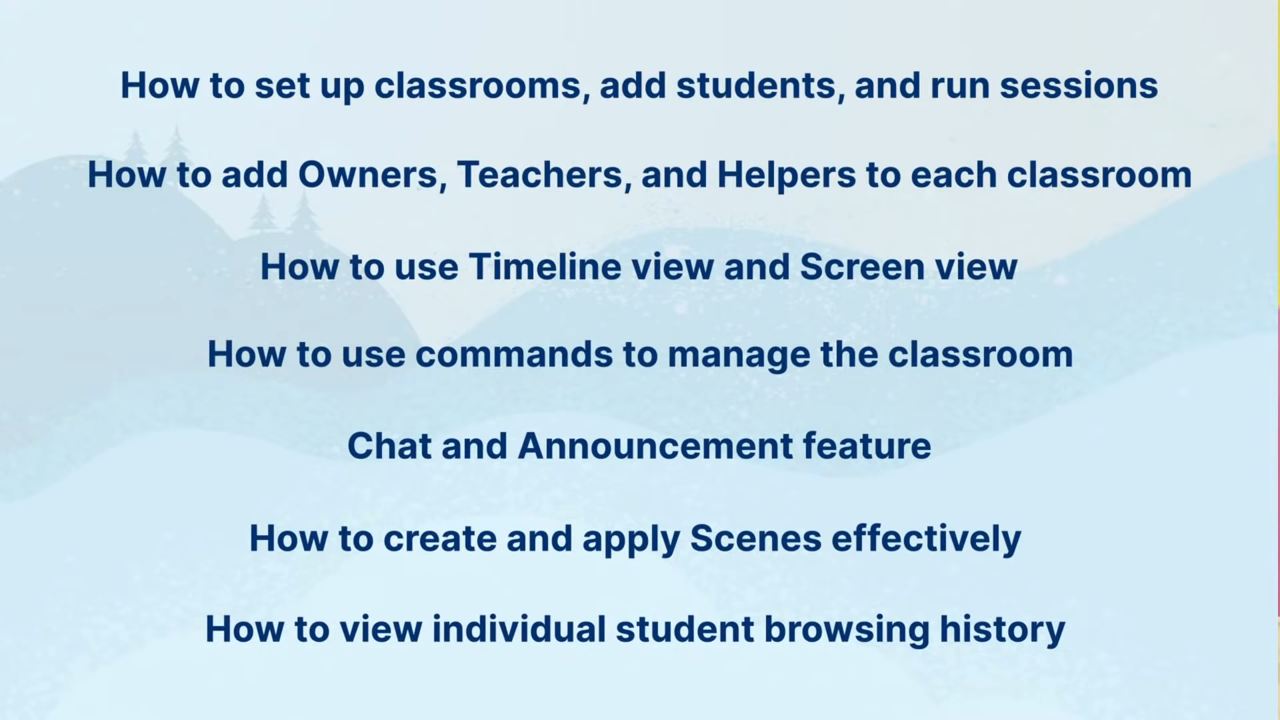 How to set up classrooms, add students, and run sessions
How to add Owners, Teachers, and Helpers to each classroom
How to use Timeline view and Screen view
How to use commands to manage the classroom
Chat and Announcement feature
How to create and apply Scenes effectively
How to view individual student browsing history